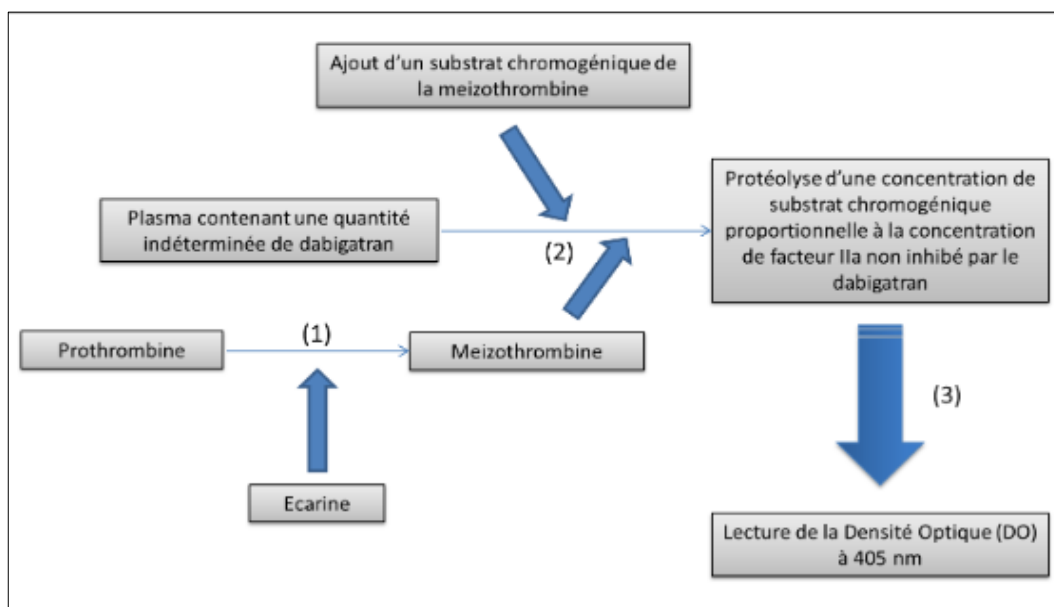 Ajout d'un substrat chromogénique de
la meizothrombine
Plasma contenant une quantité
indéterminée de dabigatran
(2)
Protéolyse d'une concentration de
substrat chromogénique
proportionnelle à la concentration
de facteur IIa non inhibé par le
dabigatran
Prothrombine
(1)
Meizothrombine
Ecarine
(3)
Lecture de la Densité Optique (DO)
à 405 nm